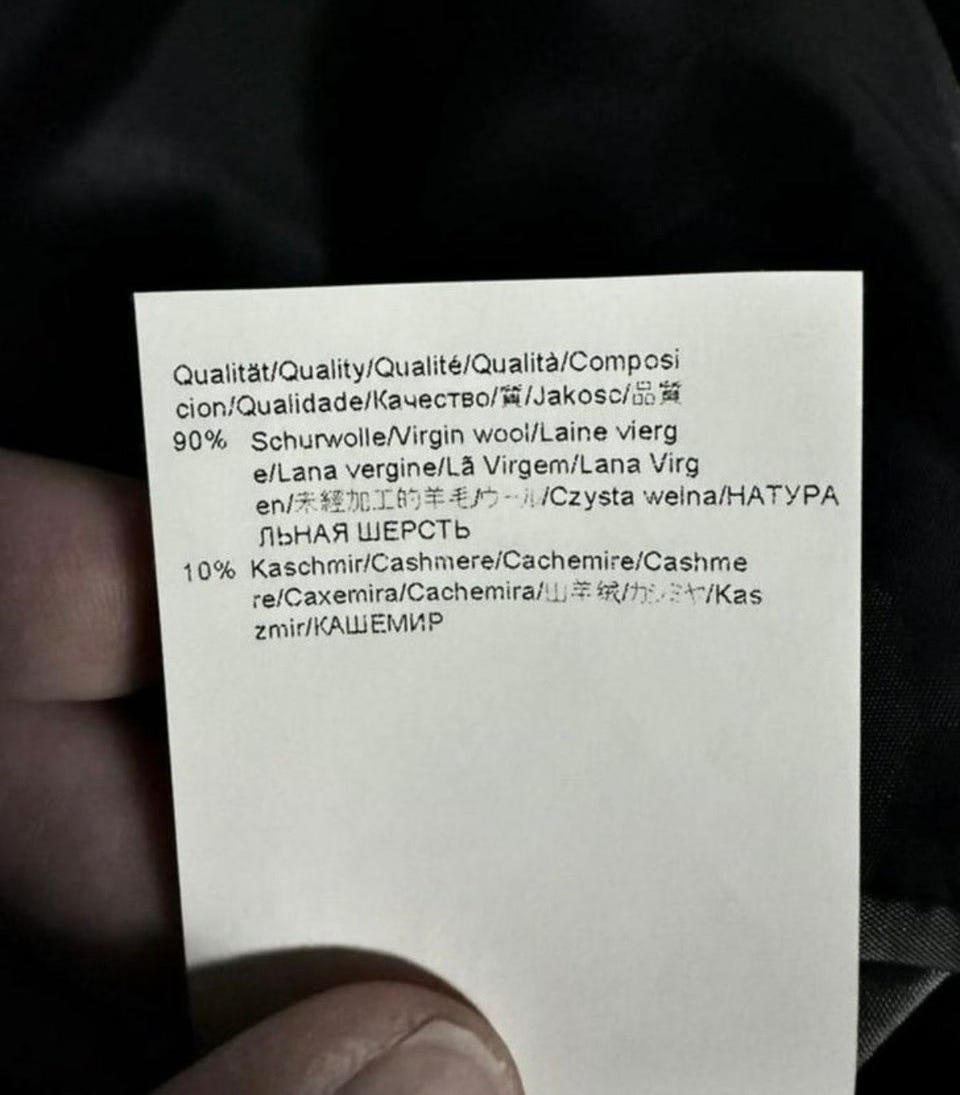 Qualität/Quality/Qualité/Qualità/Composi
cion/Qualidade/Качество/質/Jakosc/品質
90% Schurwolle/Virgin wool/Laine vierg
e/Lana vergine/Lã Virgem/Lana Virg
en/未經加工的羊毛/ウール/Czysta welna/НАТУРА
ЛЬНАЯ ШЕРСТЬ
10% Kaschmir/Cashmere/Cachemire/Cashme
re/Caxemira/Cachemira/山羊绒/カシミヤ/Kas
zmir/КАШЕМИР